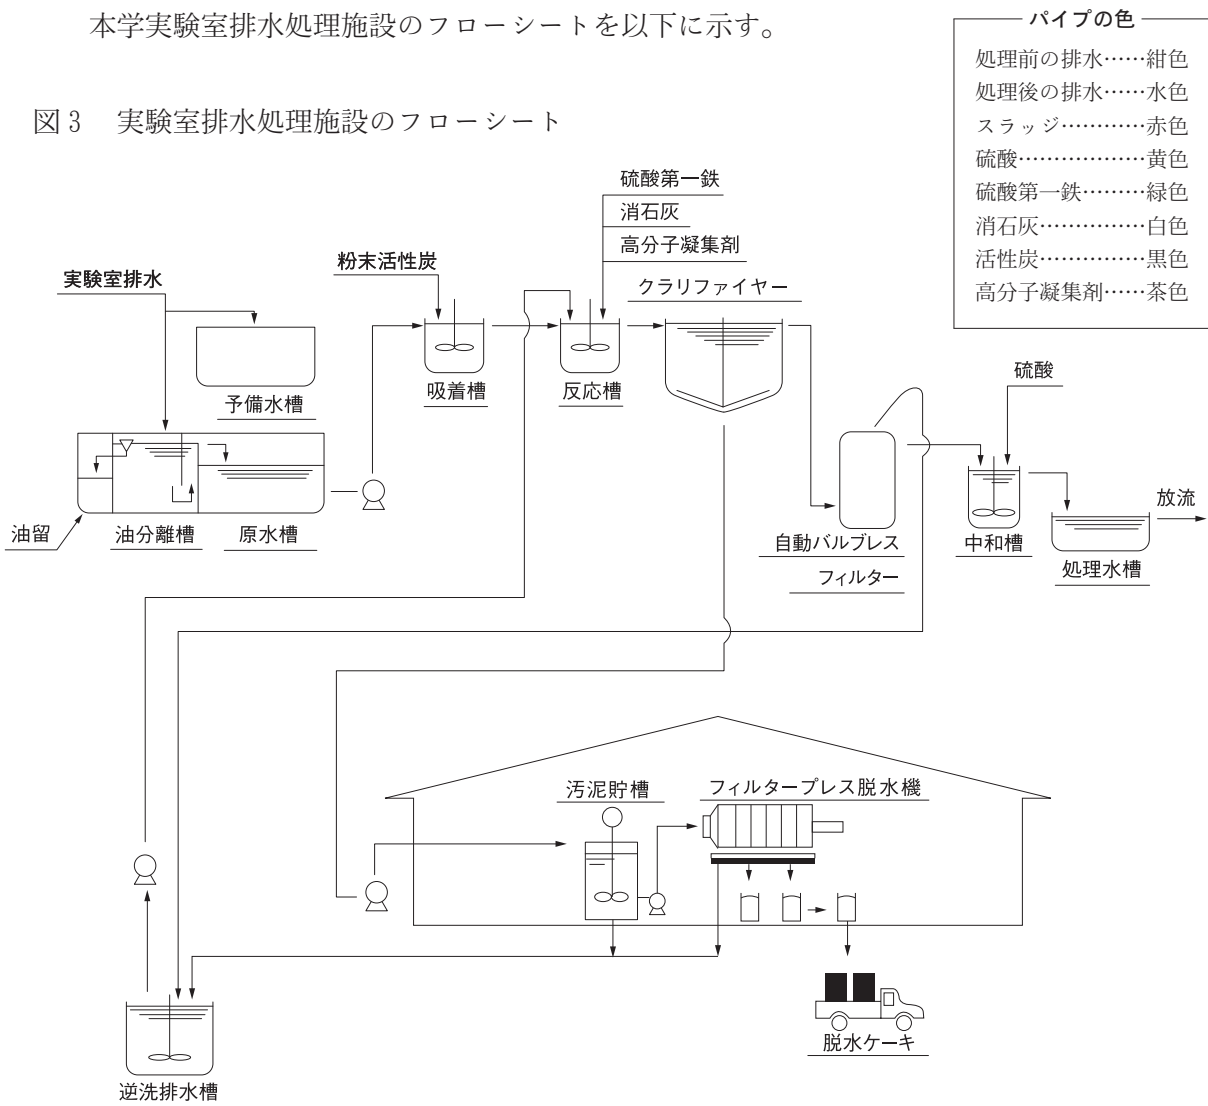 本学実験室排水処理施設のフローシートを以下に示す。
図3 実験室排水処理施設のフローシート
パイプの色
処理前の排水……紺色
処理後の排水……水色
スラッジ…………赤色
硫酸………………黄色
硫酸第一鉄………緑色
消石灰……………白色
活性炭……………黒色
高分子凝集剤……茶色
硫酸第一鉄
消石灰
高分子凝集剤
粉末活性炭
実験室排水
クラリファイヤー
予備水槽
吸着槽
反応槽
硫酸
油留
油分離槽
原水槽
自動バルブレス
フィルター
中和槽
放流
処理水槽
汚泥貯槽
フィルタープレス脱水機
脱水ケーキ
逆洗排水槽